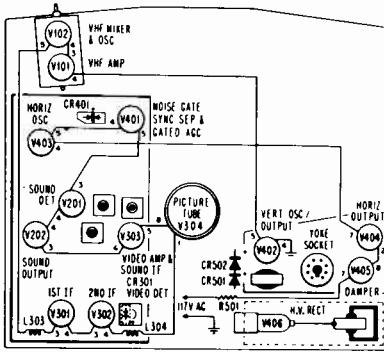 V102
VHF MIXER
& OSC
V101
VHF AMP
HORIZ
OSC
CR401
V401
NOISE GATE
SYNC SEP &
GATED AGC
V403
SOUND
DET
V201
V202
V303
SOUND
OUTPUT
VIDEO AMP &
SOUND IF
CR301
VIDEO DET
1ST IF
2ND IF
V301
V302
L303
L304
PICTURE
TUBE
V304
VERT OSC/
OUTPUT
V402
YOKE
SOCKET
HORIZ
OUTPUT
V404
V405
DAMPER
CR502
CR501
R501
117V AC
V406
H.V. RECT